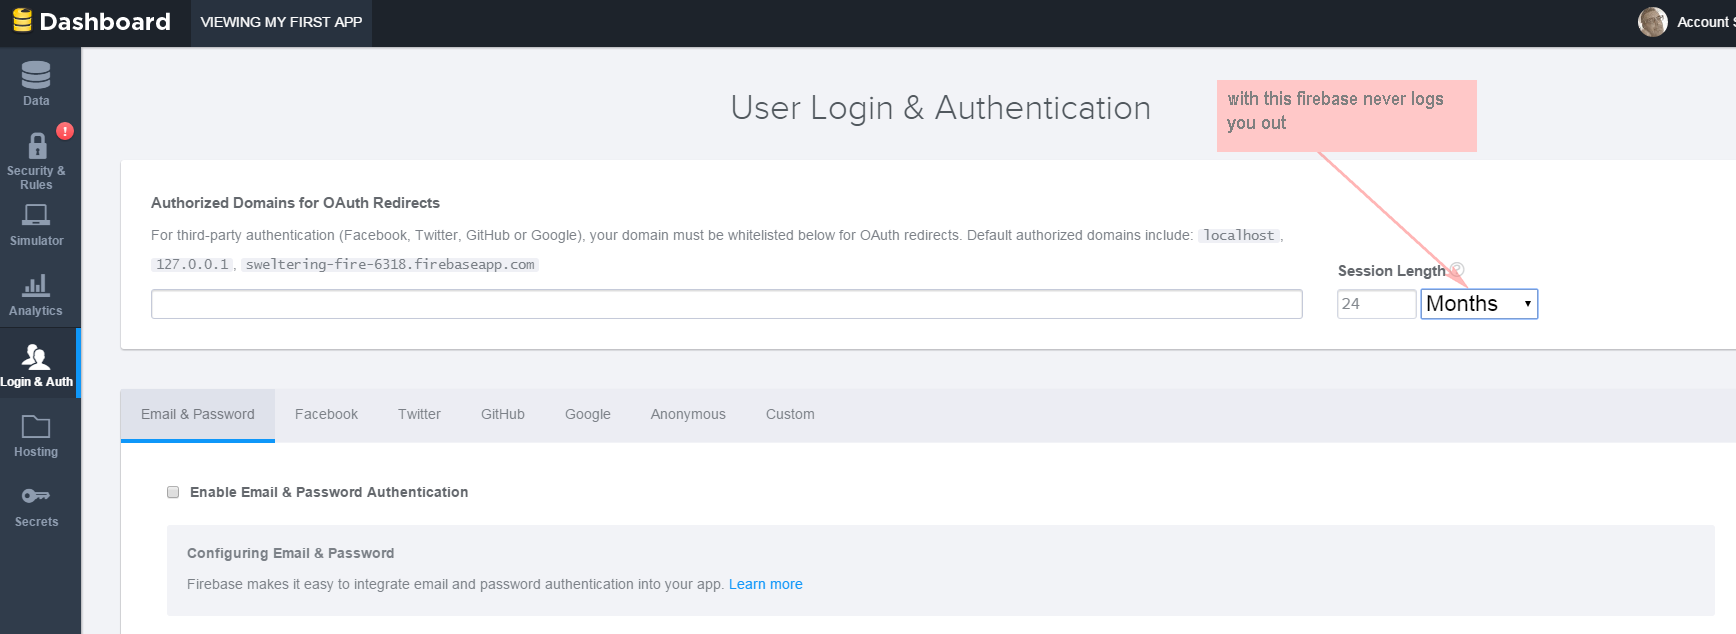 Dashboard
VIEWING MY FIRST APP
Account
Data
!
Security &
Rules
Simulator
Analytics
Login & Auth
Hosting
Secrets
User Login & Authentication
with this firebase never logs
you out
Authorized Domains for OAuth Redirects
For third-party authentication (Facebook, Twitter, GitHub or Google), your domain must be whitelisted below for OAuth redirects. Default authorized domains include: localhost,
127.0.0.1, sweltering-fire-6318.firebaseapp.com
Session Length ?
24 Months
Email & Password Facebook Twitter GitHub Google Anonymous Custom
Enable Email & Password Authentication
Configuring Email & Password
Firebase makes it easy to integrate email and password authentication into your app. Learn more